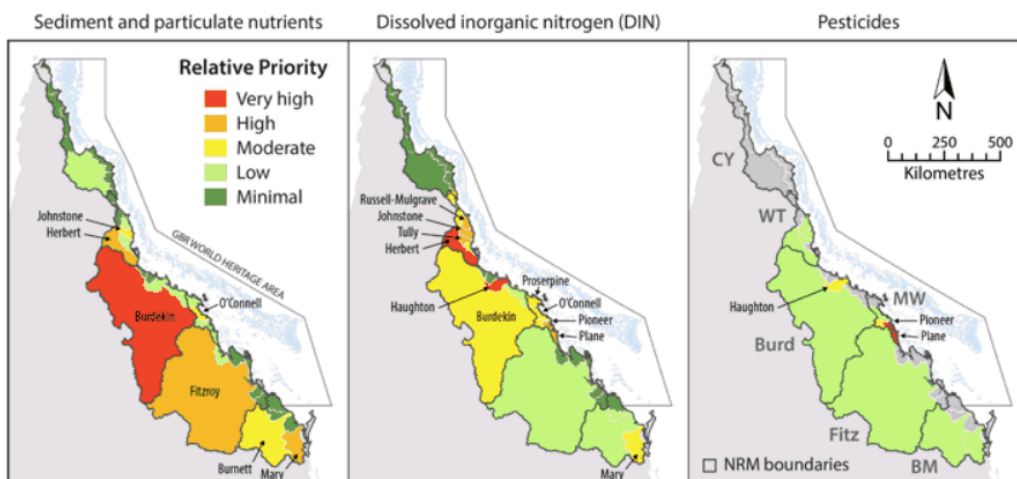 Sediment and particulate nutrients
Dissolved inorganic nitrogen (DIN)
Pesticides
Relative Priority
Very high
High
Moderate
Low
Minimal
Johnstone
Herbert
GBR WORLD HERITAGE AREA
O'Connell
Burdekin
Fitzroy
Burnett
Mary
Russell-Mulgrave
Johnstone
Tully
Herbert
Proserpine
O'Connell
Haughton
Burdekin
Pioneer
Plane
Mary
N
0 250 500
Kilometres
CY
WT
Haughton
MW
Pioneer
Plane
Burd
Fitz
BM
NRM boundaries